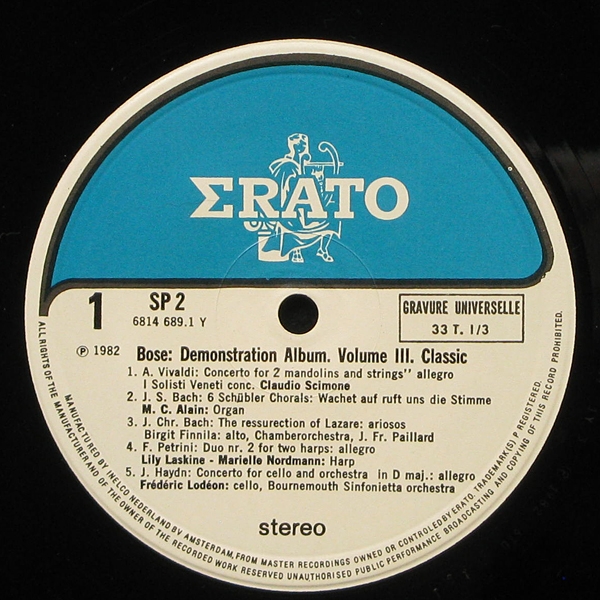 ΣRATO
1
SP 2
6814 689.1 Y
GRAVURE UNIVERSELLE
33 T. 1/3
℗ 1982
Bose: Demonstration Album. Volume III. Classic
1. A. Vivaldi: Concerto for 2 mandolins and strings" allegro
I Solisti Veneti conc. Claudio Scimone
2. J. S. Bach: 6 Schübler Chorals: Wachet auf ruft uns die Stimme
M. C. Alain: Organ
3. J. Chr. Bach: The ressurection of Lazare: ariosos
Birgit Finnila: alto, Chamberorchestra, J. Fr. Paillard
4. F. Petrini: Duo nr. 2 for two harps: allegro
Lily Laskine - Marielle Nordmann: Harp
5. J. Haydn: Concerto for cello and orchestra in D maj.: allegro
Frédéric Lodéon: cello, Bournemouth Sinfonietta orchestra
stereo
MANUFACTURED BY INELCO NEDERLAND BV AMSTERDAM, FROM MASTER RECORDINGS OWNED OR CONTROLED BY ERATO. TRADEMARK(S) P REGISTERED.
ALL RIGHTS OF THE MANUFACTURER AND OF THE OWNER OF THE RECORDED WORK RESERVED UNAUTHORISED PUBLIC PERFORMANCE BROADCASTING AND COPYING OF THIS RECORD PROHIBITED.